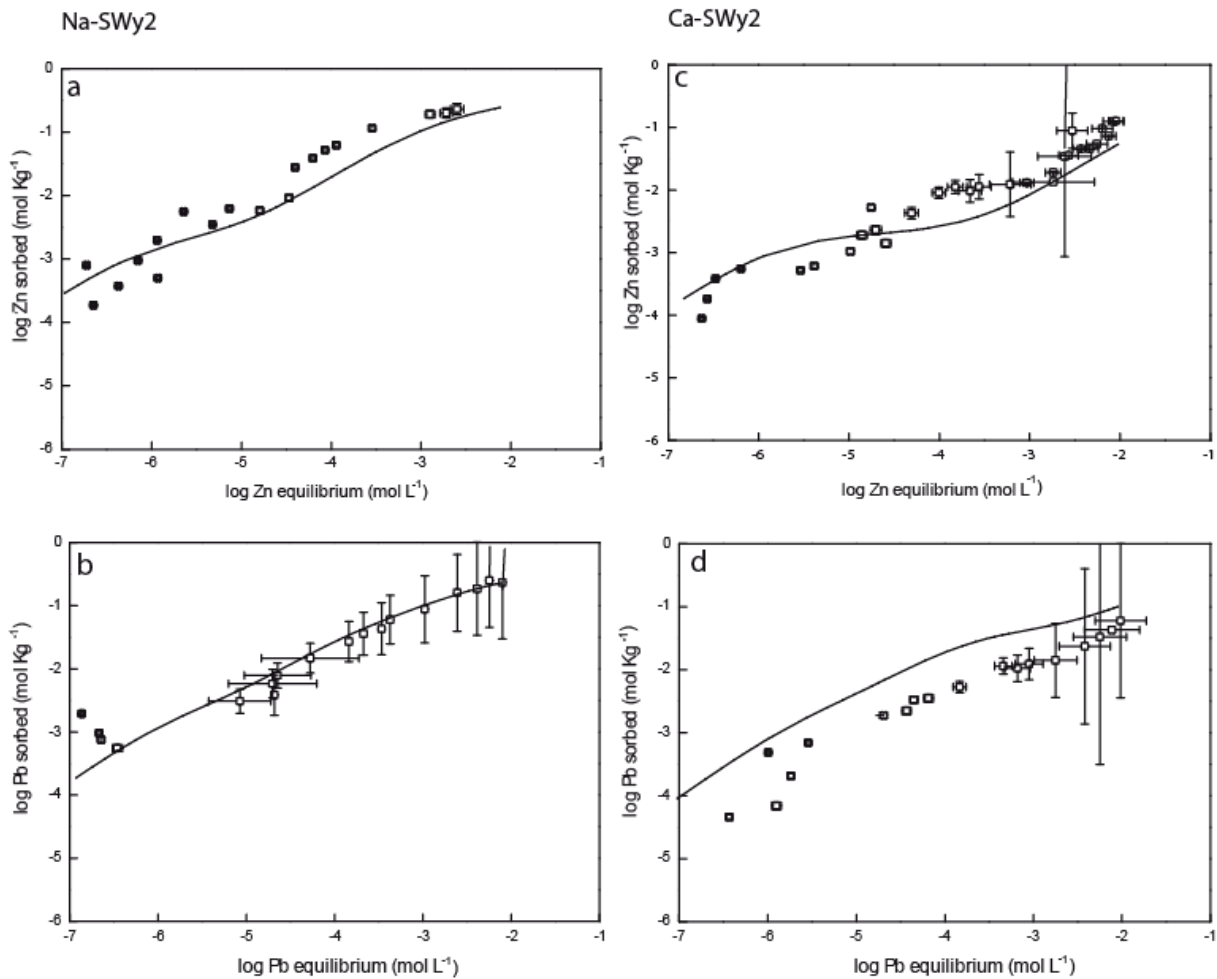 Na-SWy2
Ca-SWy2
a
0
-1
-2
-3
-4
-5
-6
-7 -6 -5 -4 -3 -2 -1
log Zn sorbed (mol Kg⁻¹)
log Zn equilibrium (mol L⁻¹)
c
0
-1
-2
-3
-4
-5
-6
-7 -6 -5 -4 -3 -2 -1
log Zn sorbed (mol Kg⁻¹)
log Zn equilibrium (mol L⁻¹)
b
0
-1
-2
-3
-4
-5
-6
-7 -6 -5 -4 -3 -2 -1
log Pb sorbed (mol Kg⁻¹)
log Pb equilibrium (mol L⁻¹)
d
0
-1
-2
-3
-4
-5
-6
-7 -6 -5 -4 -3 -2 -1
log Pb sorbed (mol Kg⁻¹)
log Pb equilibrium (mol L⁻¹)